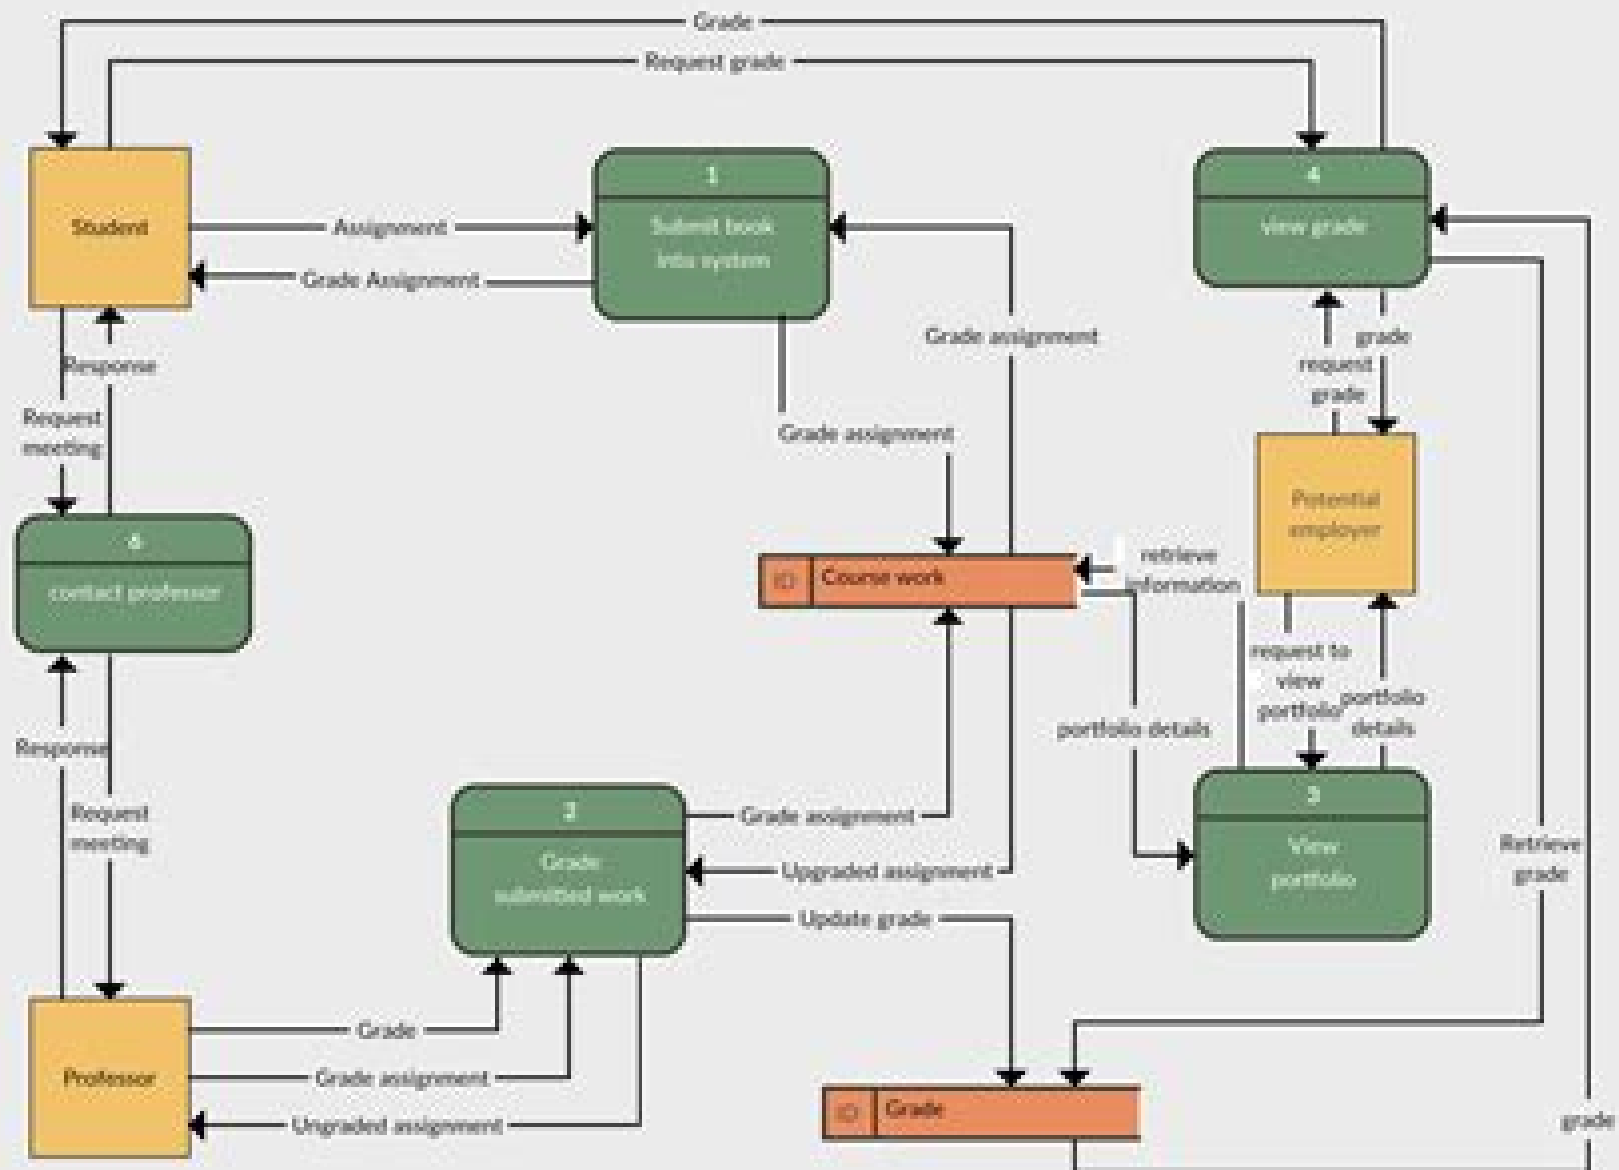 Grade
Request grade
1
4
Student
Assignment
Submit book
into system
view grade
Grade Assignment
Grade assignment
grade
Response
request
grade
Request
meeting
Grade assignment
Potential
employer
6
contact professor
ID
Course work
retrieve
information
request to
view
portfolio
portfolio
details
portfolio details
Response
Request
meeting
2
Grade
submitted work
Grade assignment
Upgraded assignment
Update grade
3
View
portfolio
Retrieve
grade
Professor
Grade
Grade assignment
Ungraded assignment
ID
Grade
grade